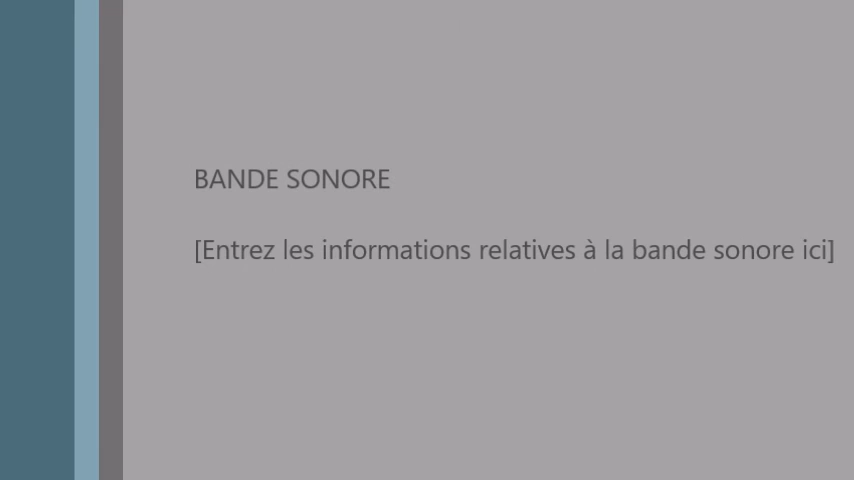 BANDE SONORE
[Entrez les informations relatives à la bande sonore ici]